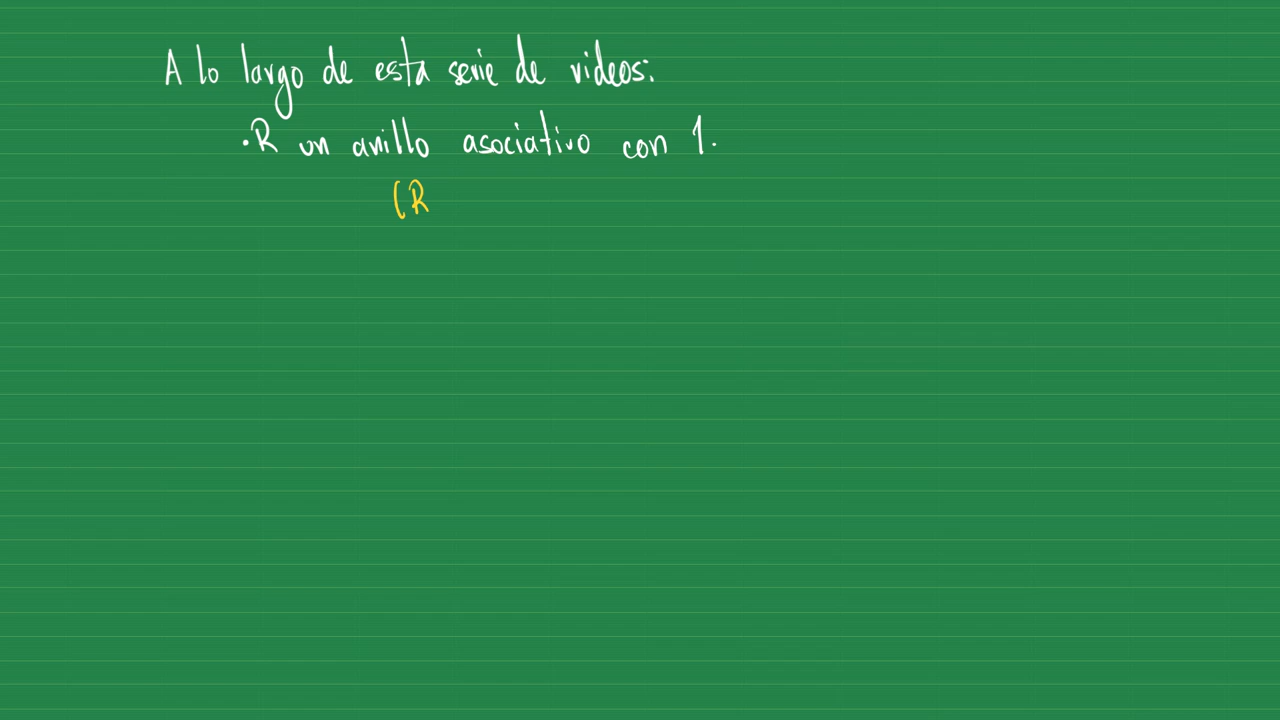 A lo largo de esta serie de videos:
· R un anillo asociativo con 1.
(R